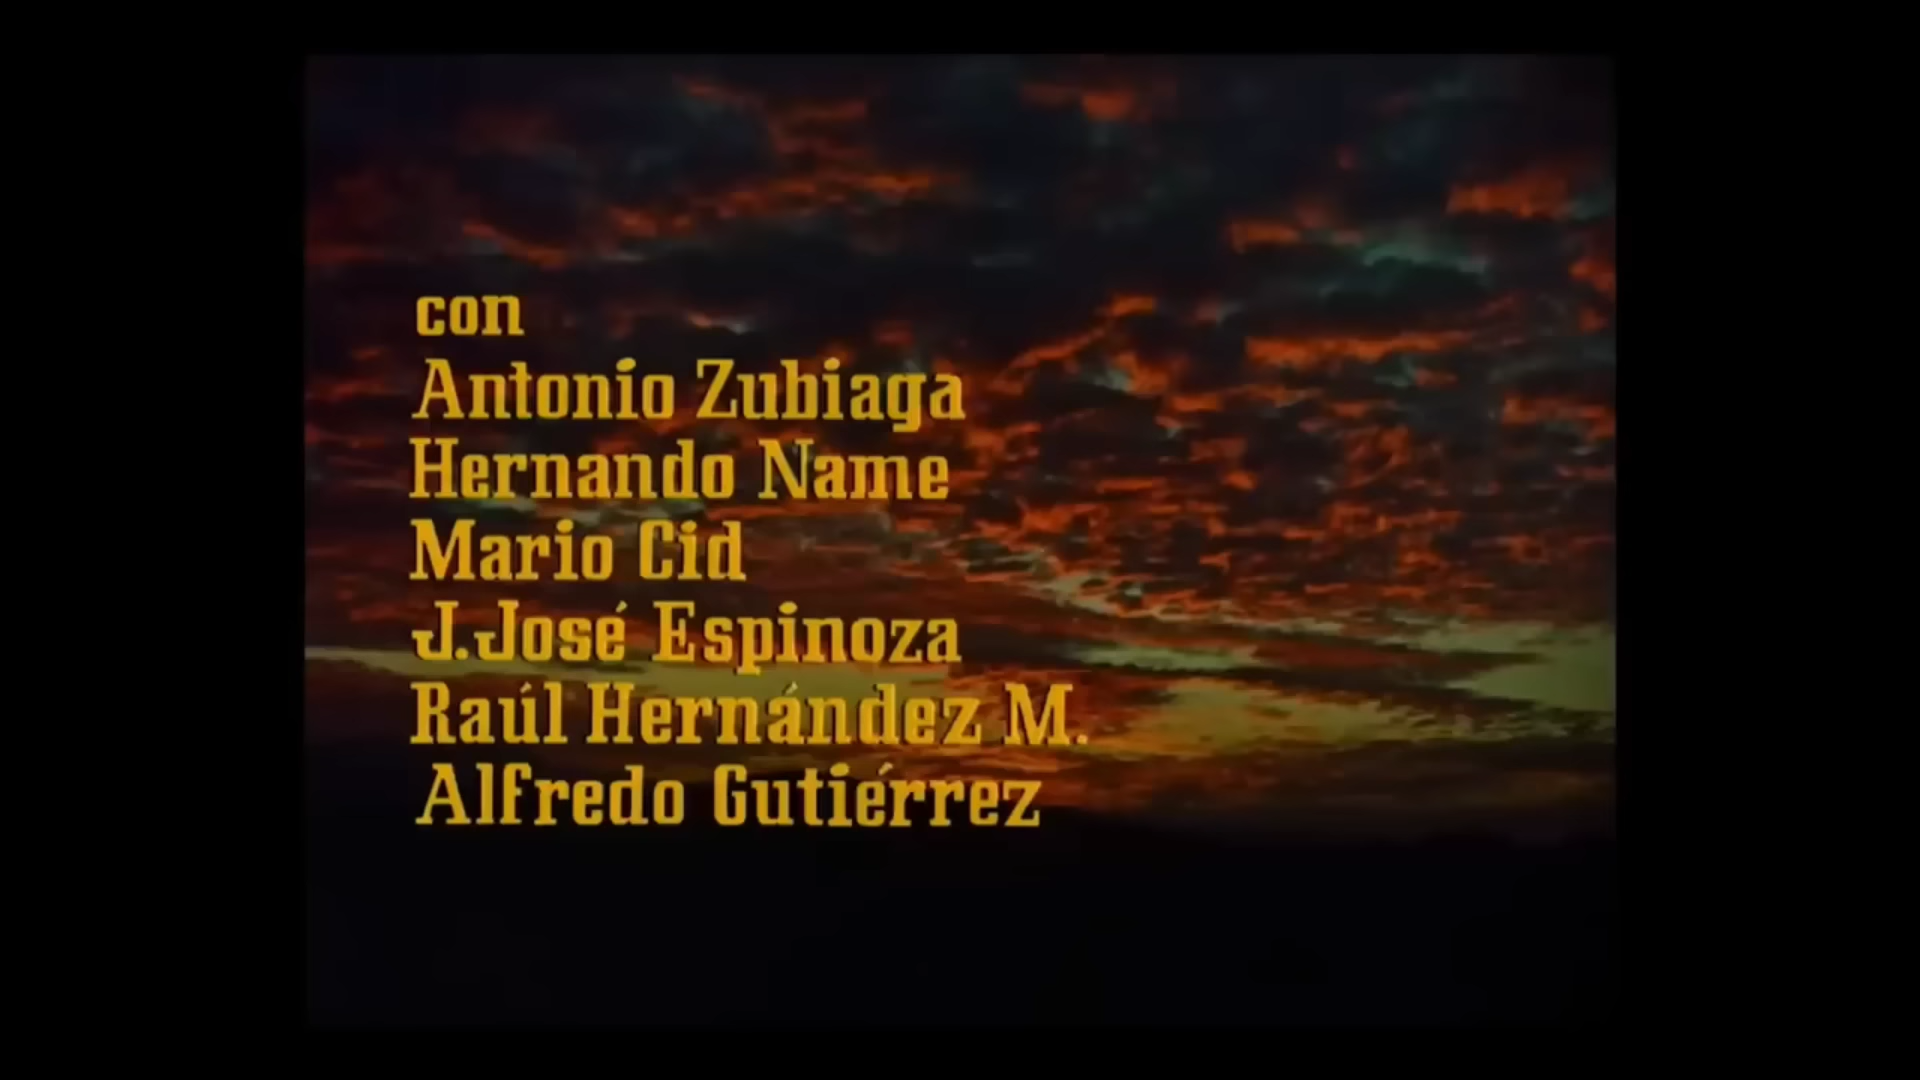 con
Antonio Zubiaga
Hernando Name
Mario Cid
J. José Espinoza
Raúl Hernández M.
Alfredo Gutiérrez